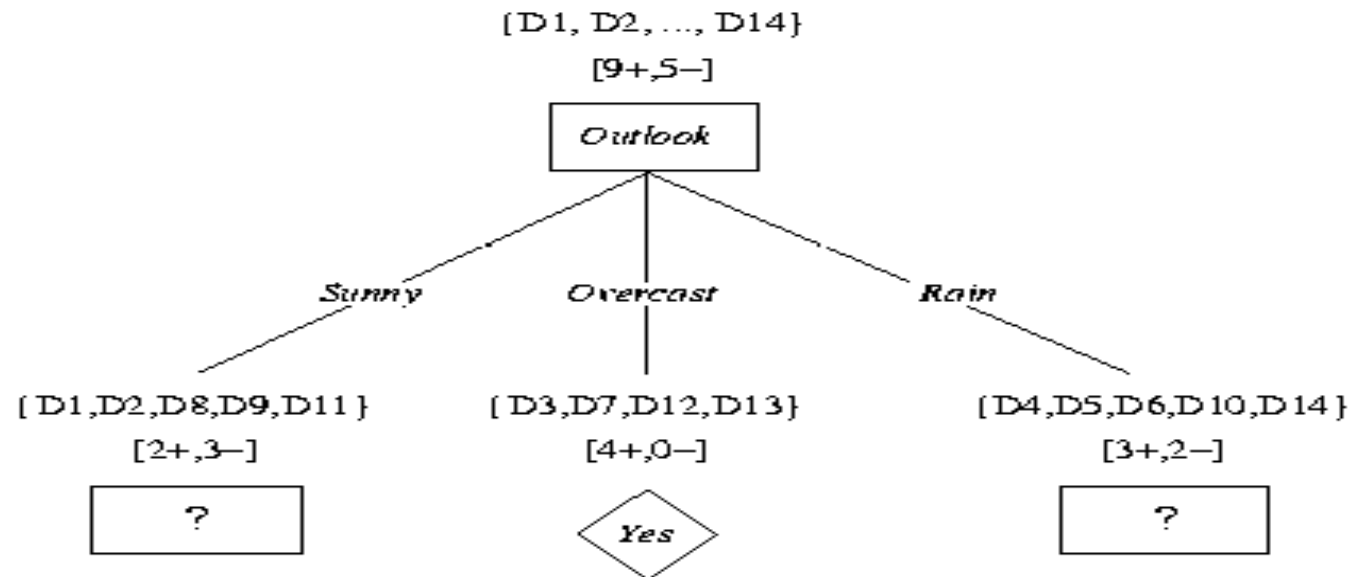 {D1, D2, ..., D14}
[9+,5−]
Outlook
Sunny Overcast Rain
{D1,D2,D8,D9,D11} {D3,D7,D12,D13} {D4,D5,D6,D10,D14}
[2+,3−] [4+,0−] [3+,2−]
? Yes ?